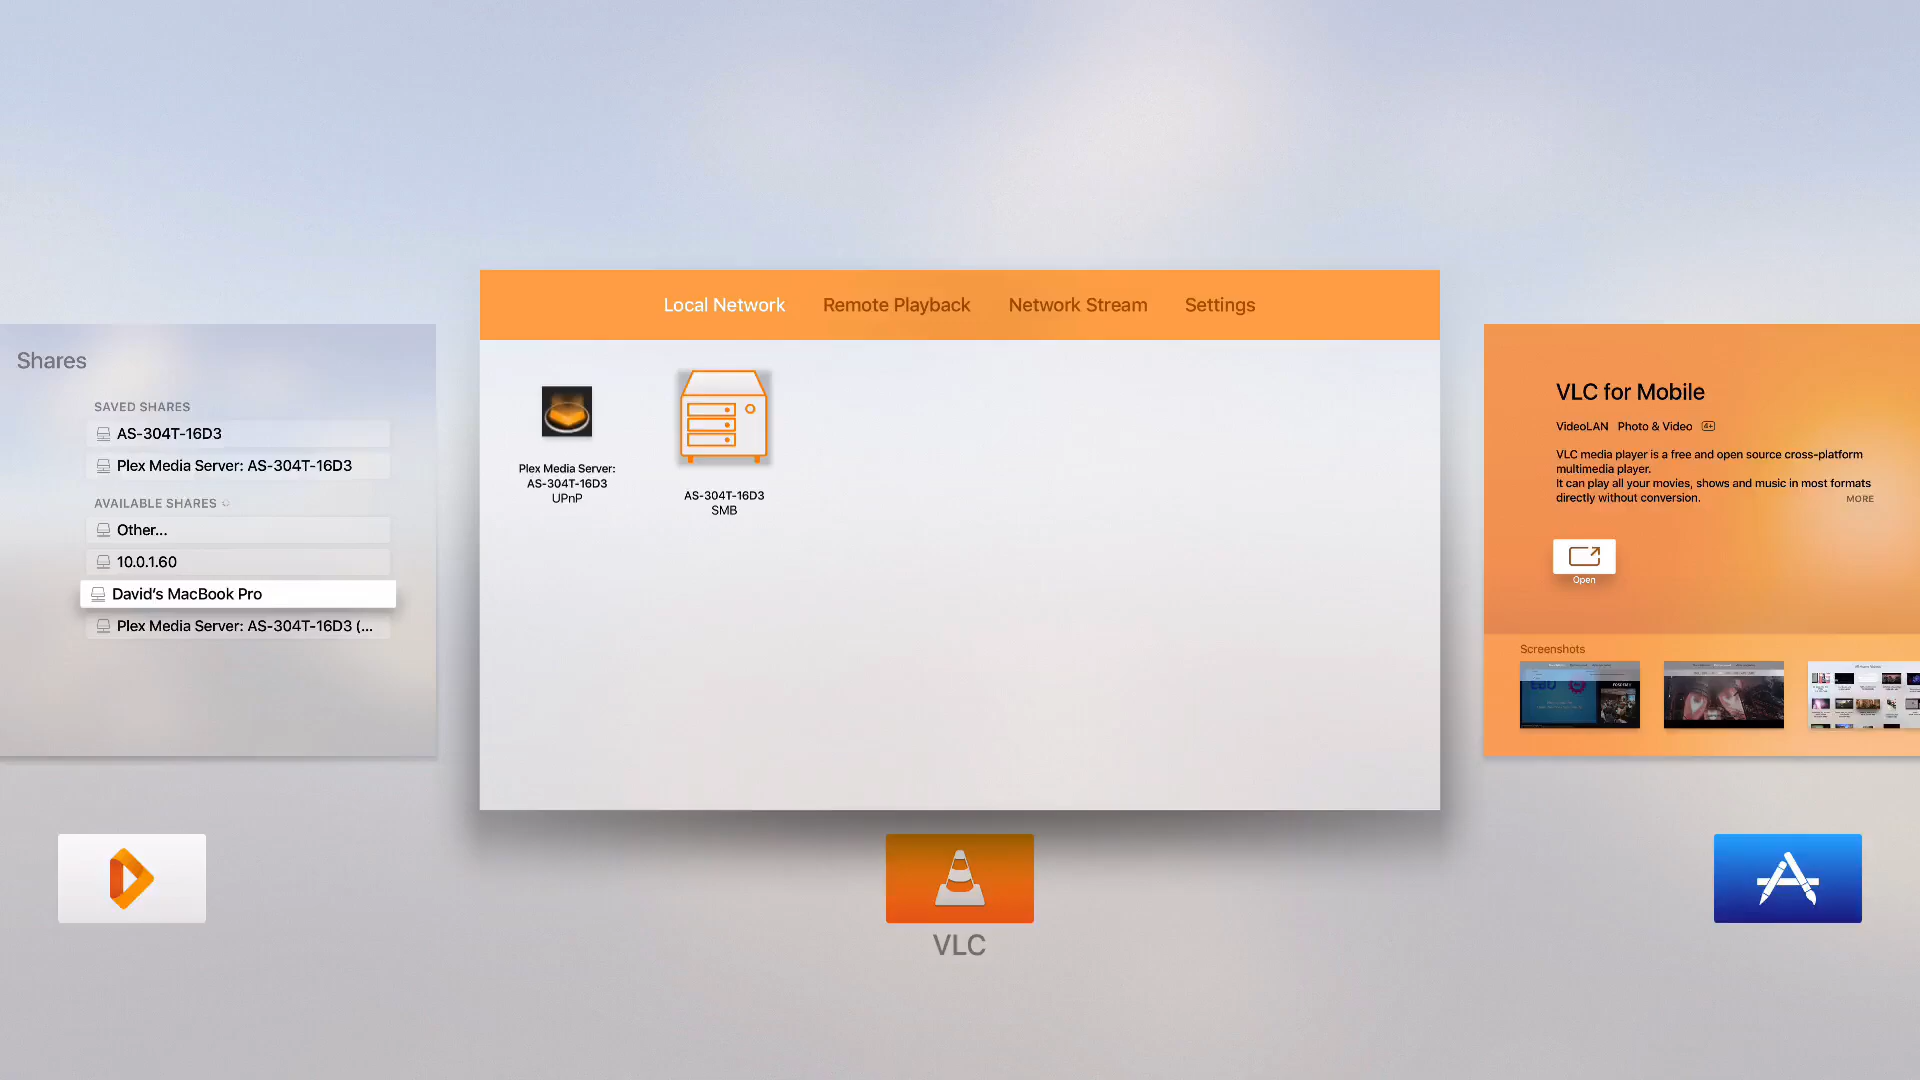 Shares
SAVED SHARES
AS-304T-16D3
Plex Media Server: AS-304T-16D3
AVAILABLE SHARES
Other...
10.0.1.60
David’s MacBook Pro
Plex Media Server: AS-304T-16D3 (...
Local Network
Remote Playback
Network Stream
Settings
Plex Media Server:
AS-304T-16D3
UPnP
AS-304T-16D3
SMB
VLC
VLC for Mobile
VideoLAN Photo & Video 4+
VLC media player is a free and open source cross-platform
multimedia player.
It can play all your movies, shows and music in most formats
directly without conversion.
MORE
Open
Screenshots